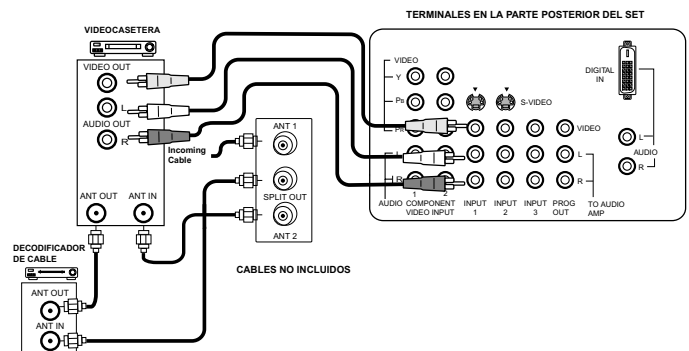 TERMINALES EN LA PARTE POSTERIOR DEL SET
VIDEOCASETERA
VIDEO OUT
L
AUDIO OUT
R
Incoming
Cable
ANT OUT
ANT IN
ANT 1
SPLIT OUT
ANT 2
CABLES NO INCLUIDOS
DECODIFICADOR
DE CABLE
ANT OUT
ANT IN
VIDEO
Y
PB
PR
L
R
S-VIDEO
VIDEO
L
R
DIGITAL
IN
L
AUDIO
R
1
2
AUDIO
COMPONENT
VIDEO INPUT
INPUT
1
INPUT
2
INPUT
3
PROG
OUT
TO AUDIO
AMP